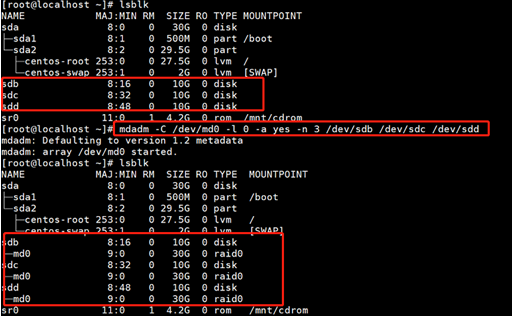 [root@localhost ~]# lsblk
NAME            MAJ:MIN RM  SIZE RO TYPE MOUNTPOINT
sda               8:0    0   30G  0 disk
├─sda1            8:1    0  500M  0 part /boot
└─sda2            8:2    0 29.5G  0 part
  ├─centos-root 253:0    0 27.5G  0 lvm  /
  └─centos-swap 253:1    0    2G  0 lvm  [SWAP]
sdb               8:16   0   10G  0 disk
sdc               8:32   0   10G  0 disk
sdd               8:48   0   10G  0 disk
sr0              11:0    1  4.2G  0 rom  /mnt/cdrom
[root@localhost ~]# mdadm -C /dev/md0 -l 0 -a yes -n 3 /dev/sdb /dev/sdc /dev/sdd
mdadm: Defaulting to version 1.2 metadata
mdadm: array /dev/md0 started.
[root@localhost ~]# lsblk
NAME            MAJ:MIN RM  SIZE RO TYPE  MOUNTPOINT
sda               8:0    0   30G  0 disk
├─sda1            8:1    0  500M  0 part  /boot
└─sda2            8:2    0 29.5G  0 part
  ├─centos-root 253:0    0 27.5G  0 lvm   /
  └─centos-swap 253:1    0    2G  0 lvm   [SWAP]
sdb               8:16   0   10G  0 disk
└─md0             9:0    0   30G  0 raid0
sdc               8:32   0   10G  0 disk
└─md0             9:0    0   30G  0 raid0
sdd               8:48   0   10G  0 disk
└─md0             9:0    0   30G  0 raid0
sr0              11:0    1  4.2G  0 rom   /mnt/cdrom